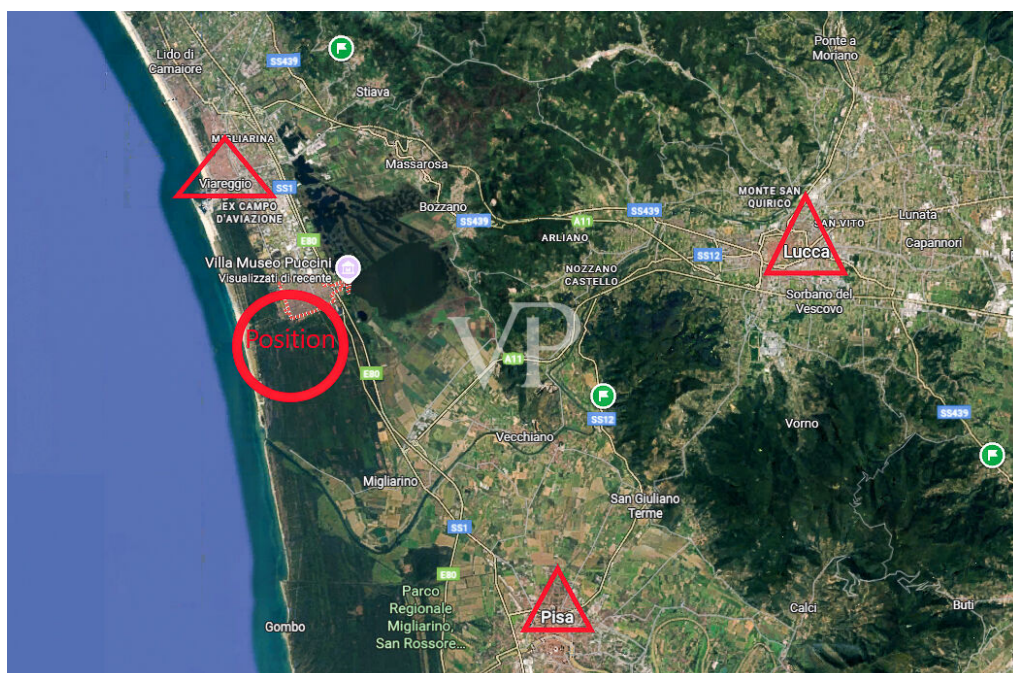 Lido di
Camaiore
SS439
Stiava
Ponte a
Moriano
MIGLIARINA
Viareggio
SS1
EX CAMPO
D'AVIAZIONE
E80
Massarosa
Bozzano
SS439
A11
SS439
ARLIANO
NOZZANO
CASTELLO
SS12
MONTE SAN
QUIRICO
SAN VITO
Lunata
Capannori
Lucca
Sorbano del
Vescovo
Villa Museo Puccini
Visualizzati di recente
Position
E80
VP
A11
SS12
Vecchiano
Vorno
SS439
Migliarino
San Giuliano
Terme
SS1
E80
Parco
Regionale
Migliarino,
San Rossore...
Pisa
Gombo
Calci
Buti